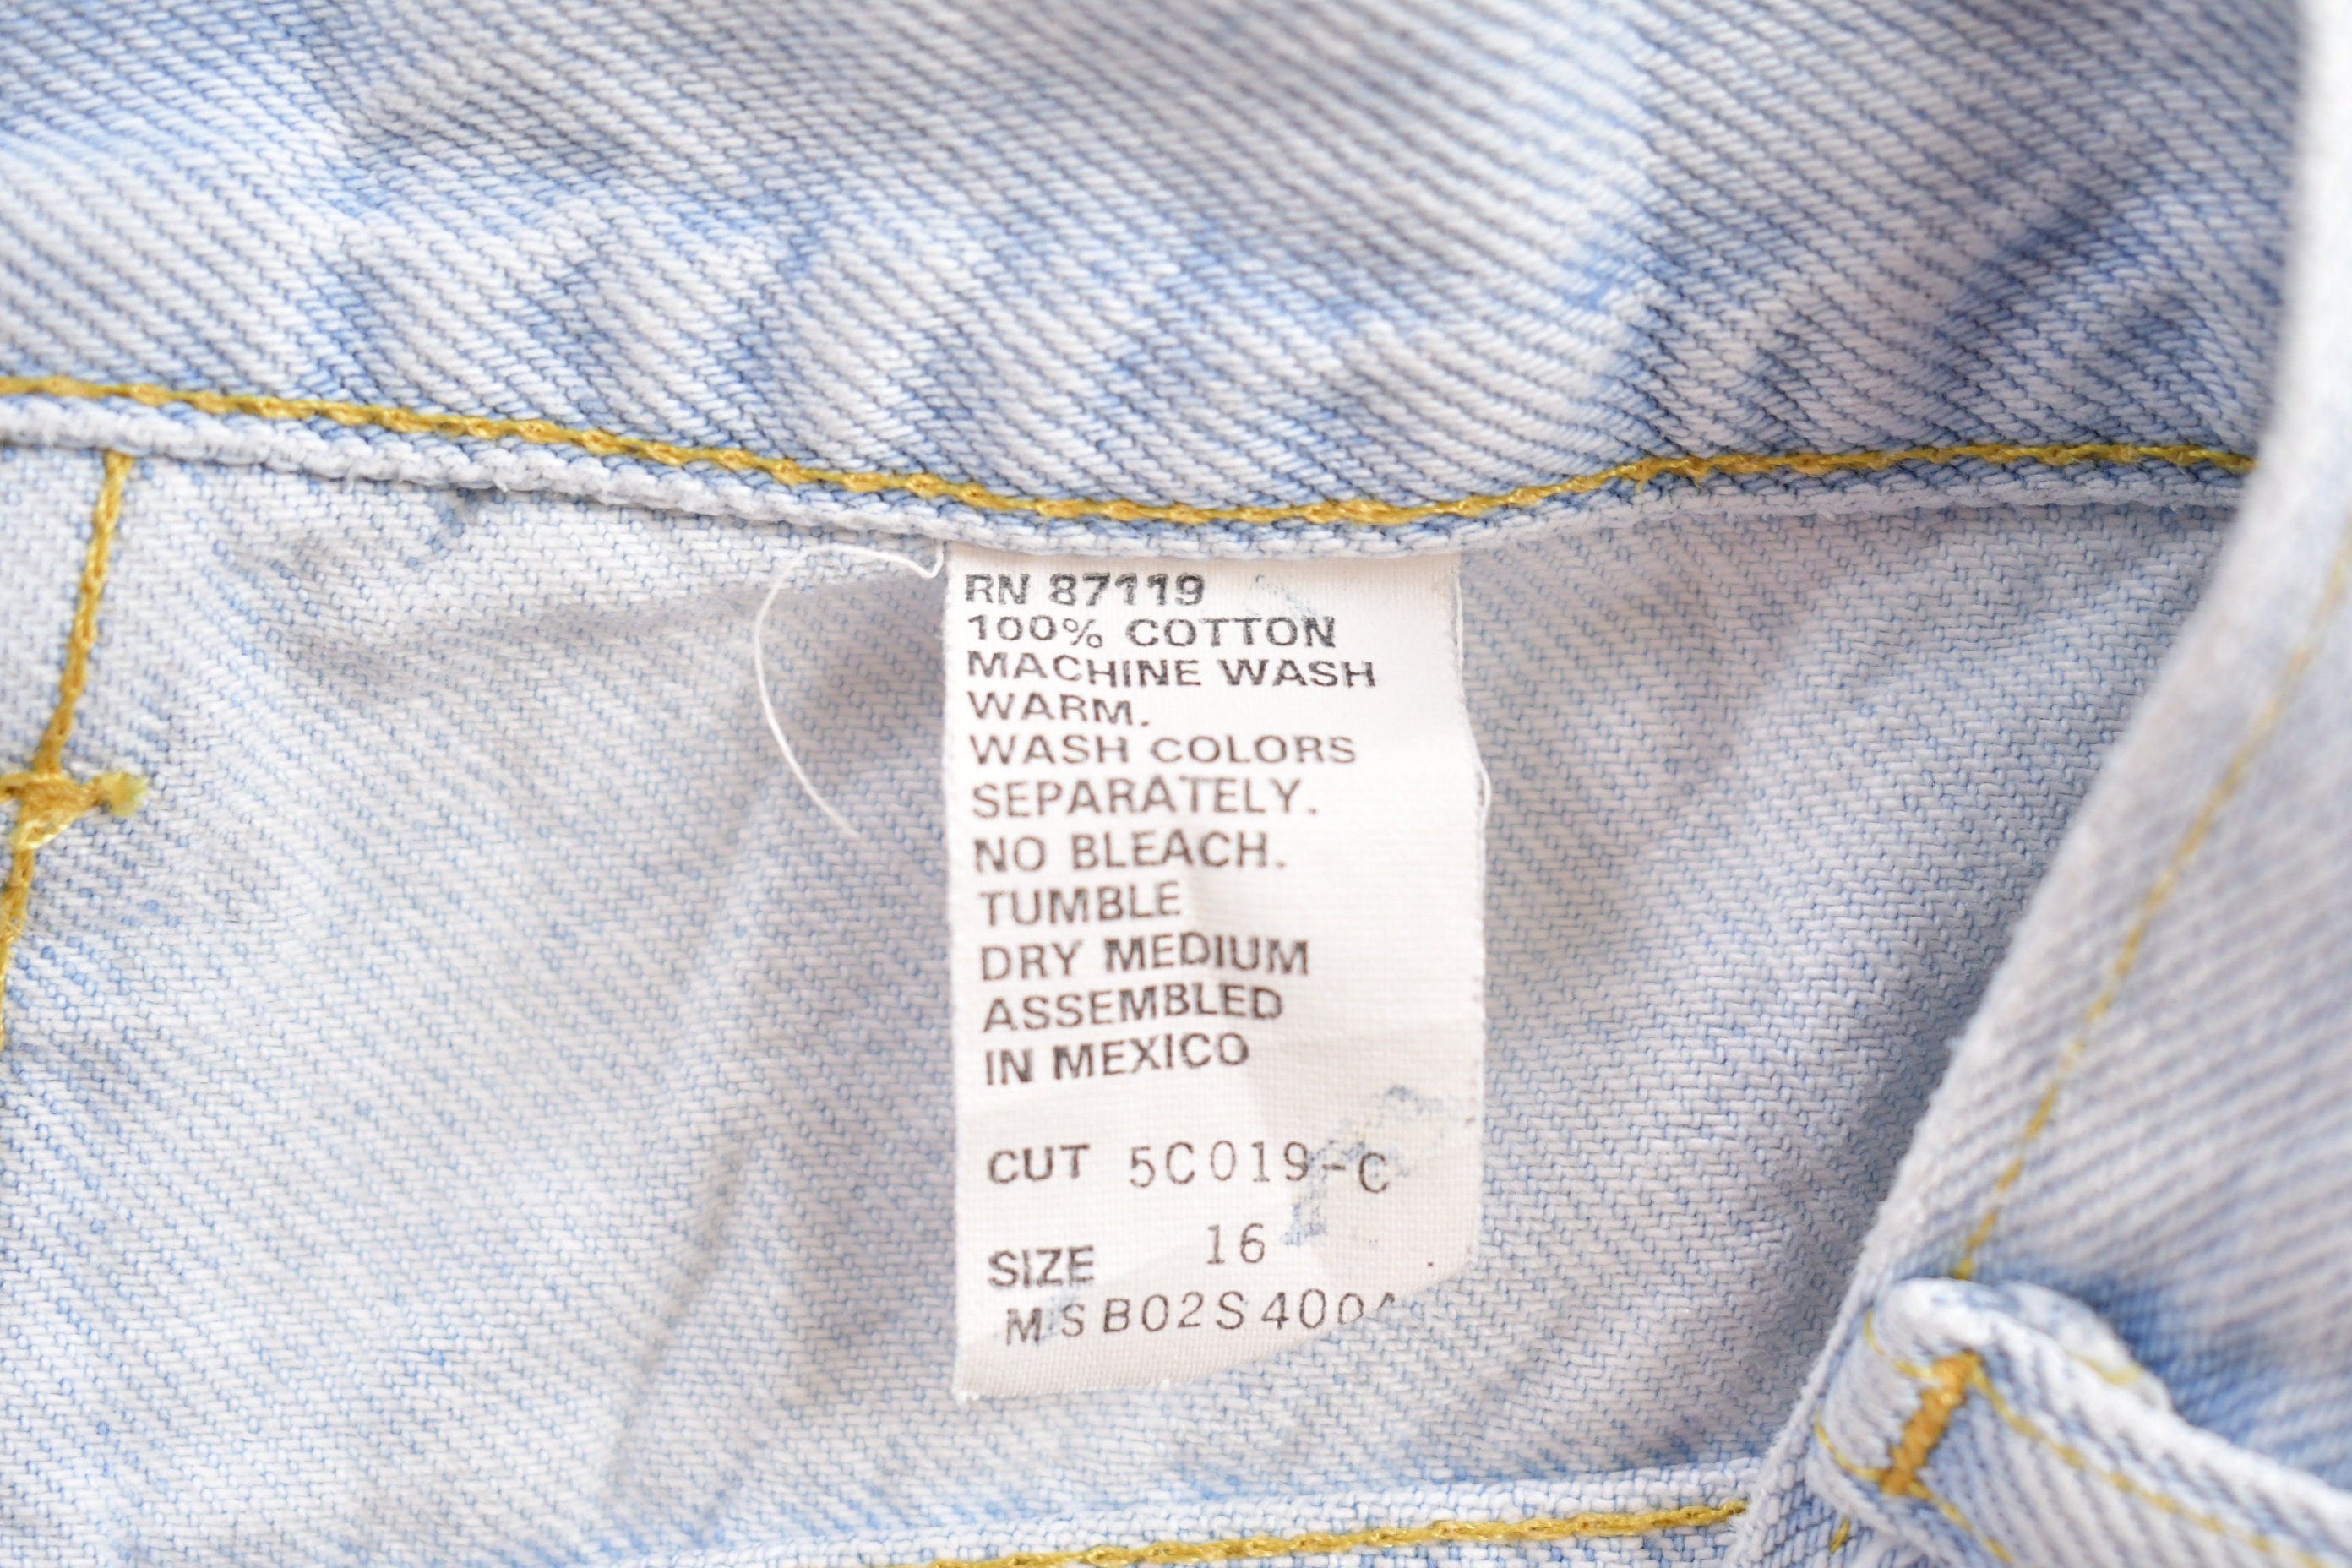 RN 87119
100% COTTON
MACHINE WASH
WARM.
WASH COLORS
SEPARATELY.
NO BLEACH.
TUMBLE
DRY MEDIUM
ASSEMBLED
IN MEXICO
CUT 5C019-C
SIZE 16